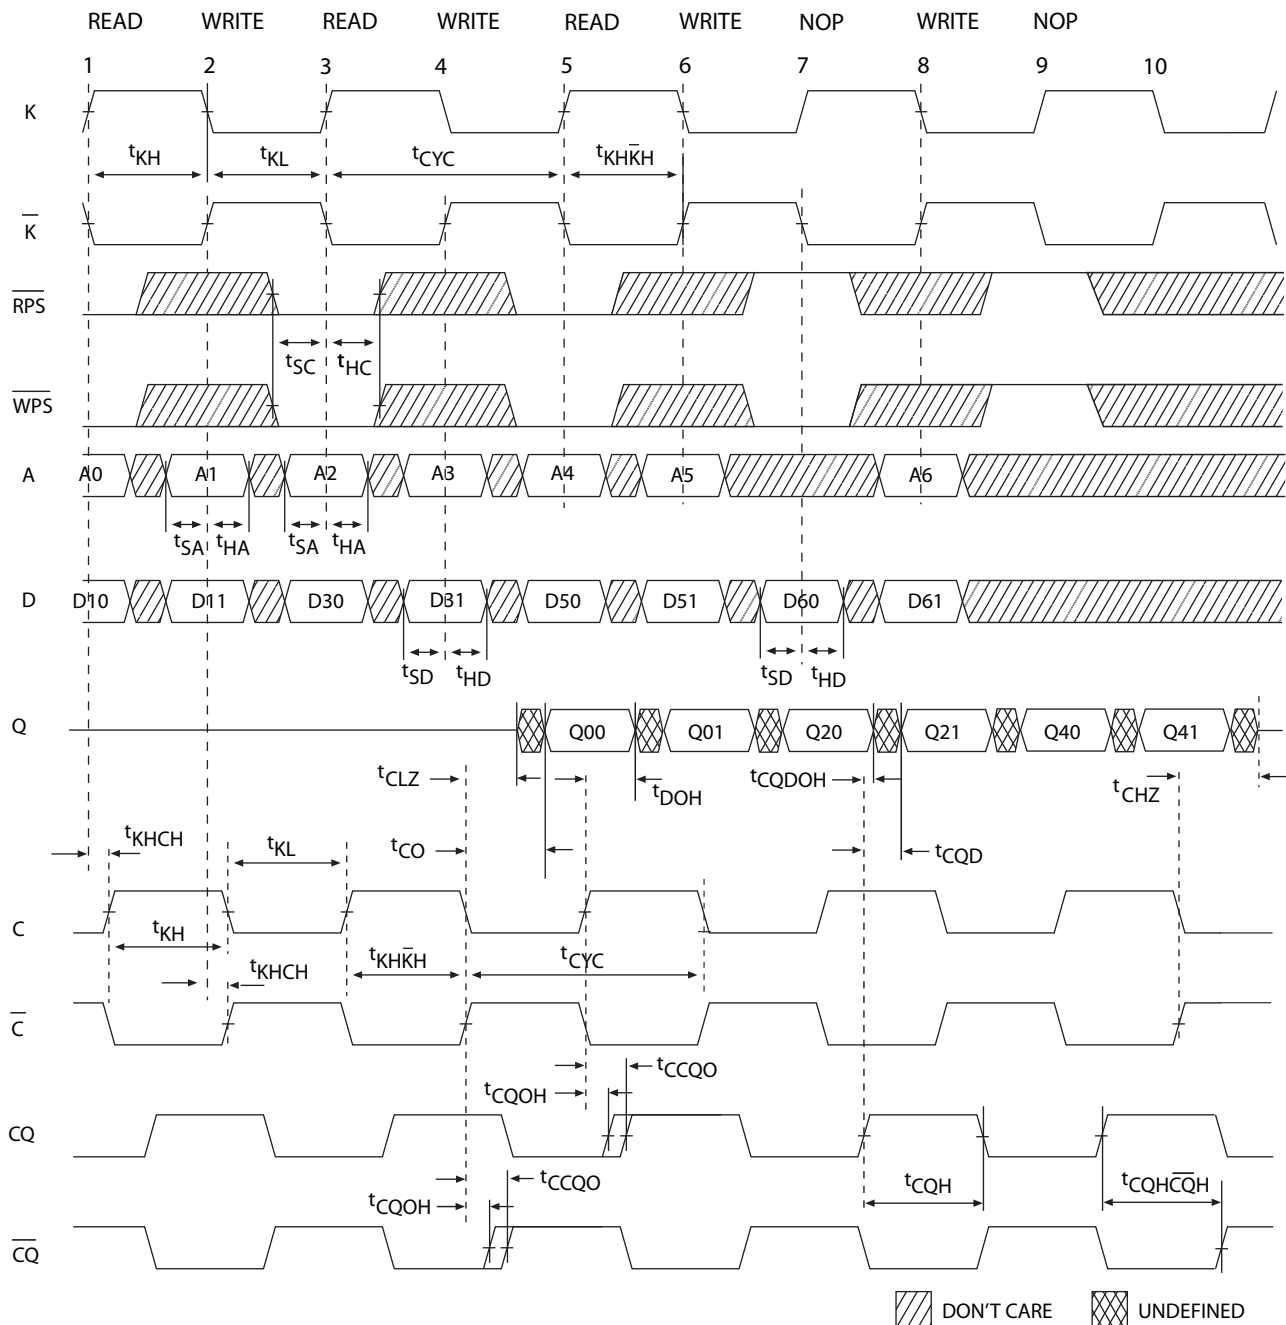 READ WRITE READ WRITE READ WRITE NOP WRITE NOP
1 2 3 4 5 6 7 8 9 10
K
tKH tKL tCYC tKHK̅H
K̅
R̅P̅S̅
tSC tHC
W̅P̅S̅
A A0 A1 A2 A3 A4 A5 A6
tSA tHA tSA tHA
D D10 D11 D30 D31 D50 D51 D60 D61
tSD tHD tSD tHD
Q Q00 Q01 Q20 Q21 Q40 Q41
tCLZ tDOH tCQDOH tCHZ
tKHCH tKL tCO tCQD
C
tKH tKHK̅H tCYC
tKHCH
C̅
tCCQO
tCQOH
CQ
tCCQO tCQH tCQHC̅Q̅H
tCQOH
C̅Q̅
DON'T CARE UNDEFINED